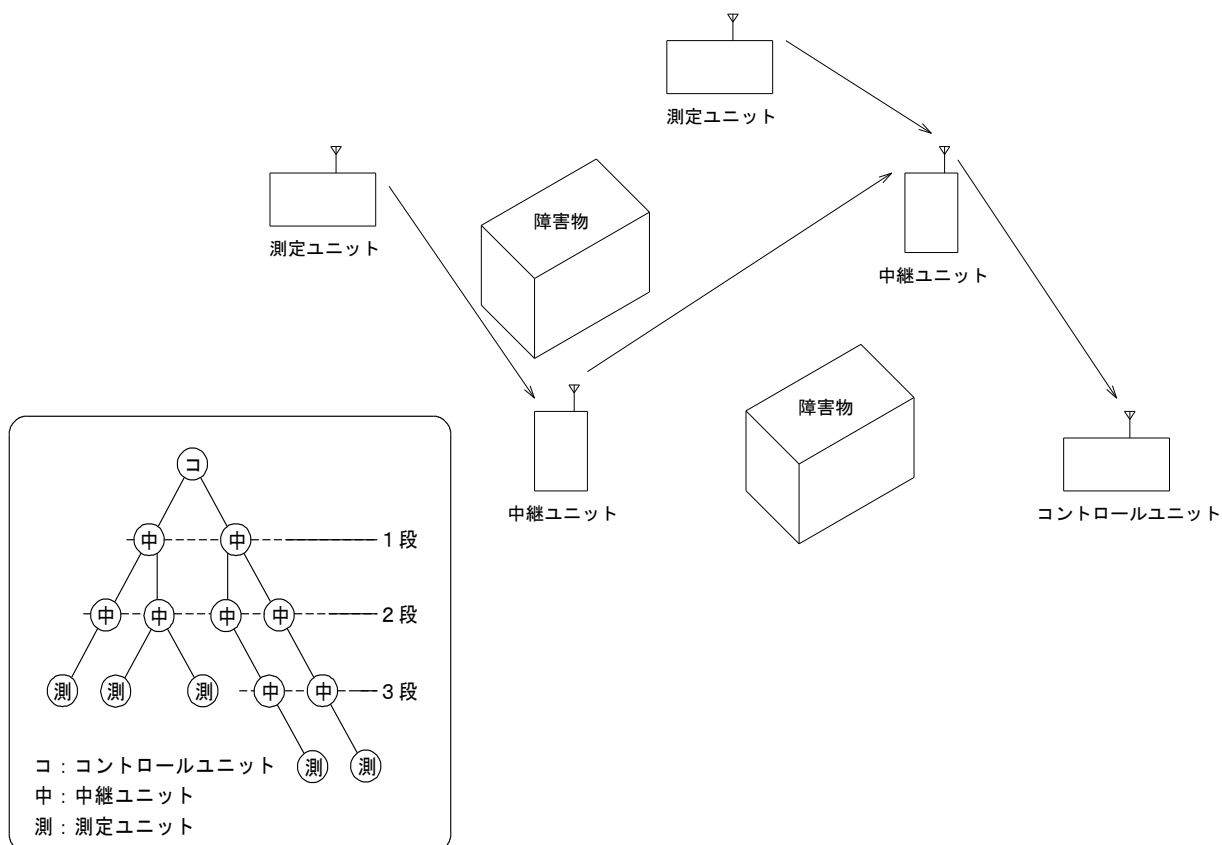 測定ユニット
測定ユニット
障害物
中継ユニット
障害物
中継ユニット
コントロールユニット
コ
中 中 1段
中 中 中 中 2段
測 測 測 中 中 3段
測 測
コ：コントロールユニット
中：中継ユニット
測：測定ユニット